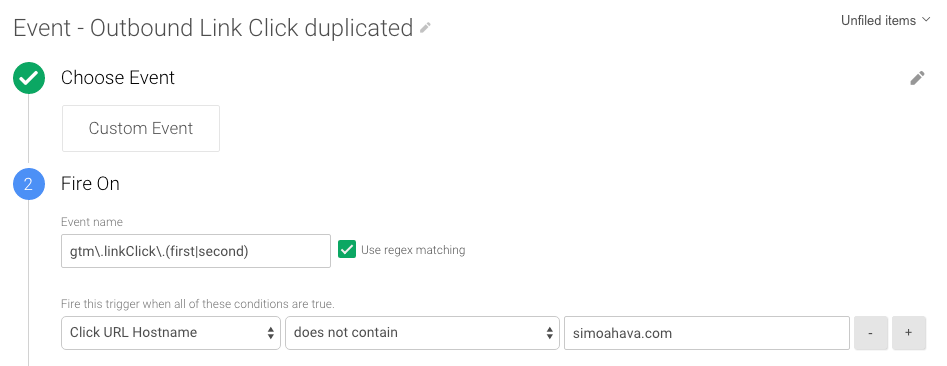 Event - Outbound Link Click duplicated
Unfiled items
Choose Event
Custom Event
2 Fire On
Event name
gtm\.linkClick\.(first|second) Use regex matching
Fire this trigger when all of these conditions are true.
Click URL Hostname does not contain simoahava.com - +